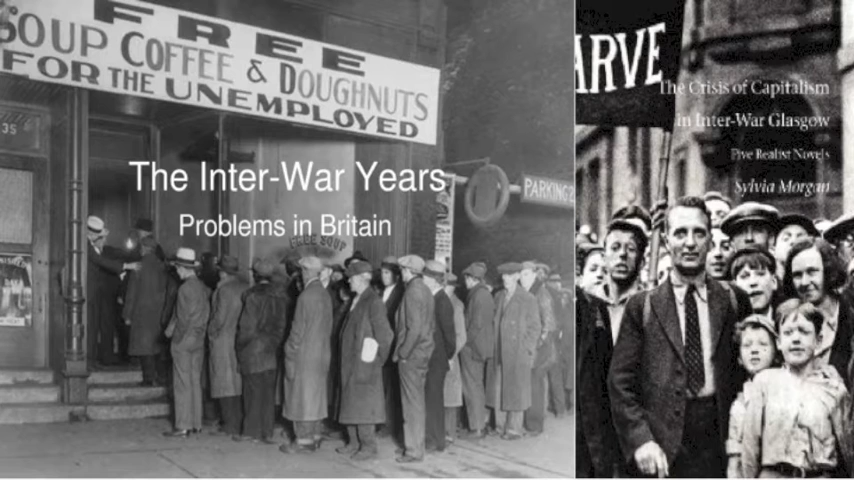 FREE
SOUP COFFEE & DOUGHNUTS
FOR THE UNEMPLOYED
The Inter-War Years
Problems in Britain
FREE SOUP
PARKING
ARVE
The Crisis of Capitalism
in Inter-War Glasgow
Five Realist Novels
Sylvia Morgan